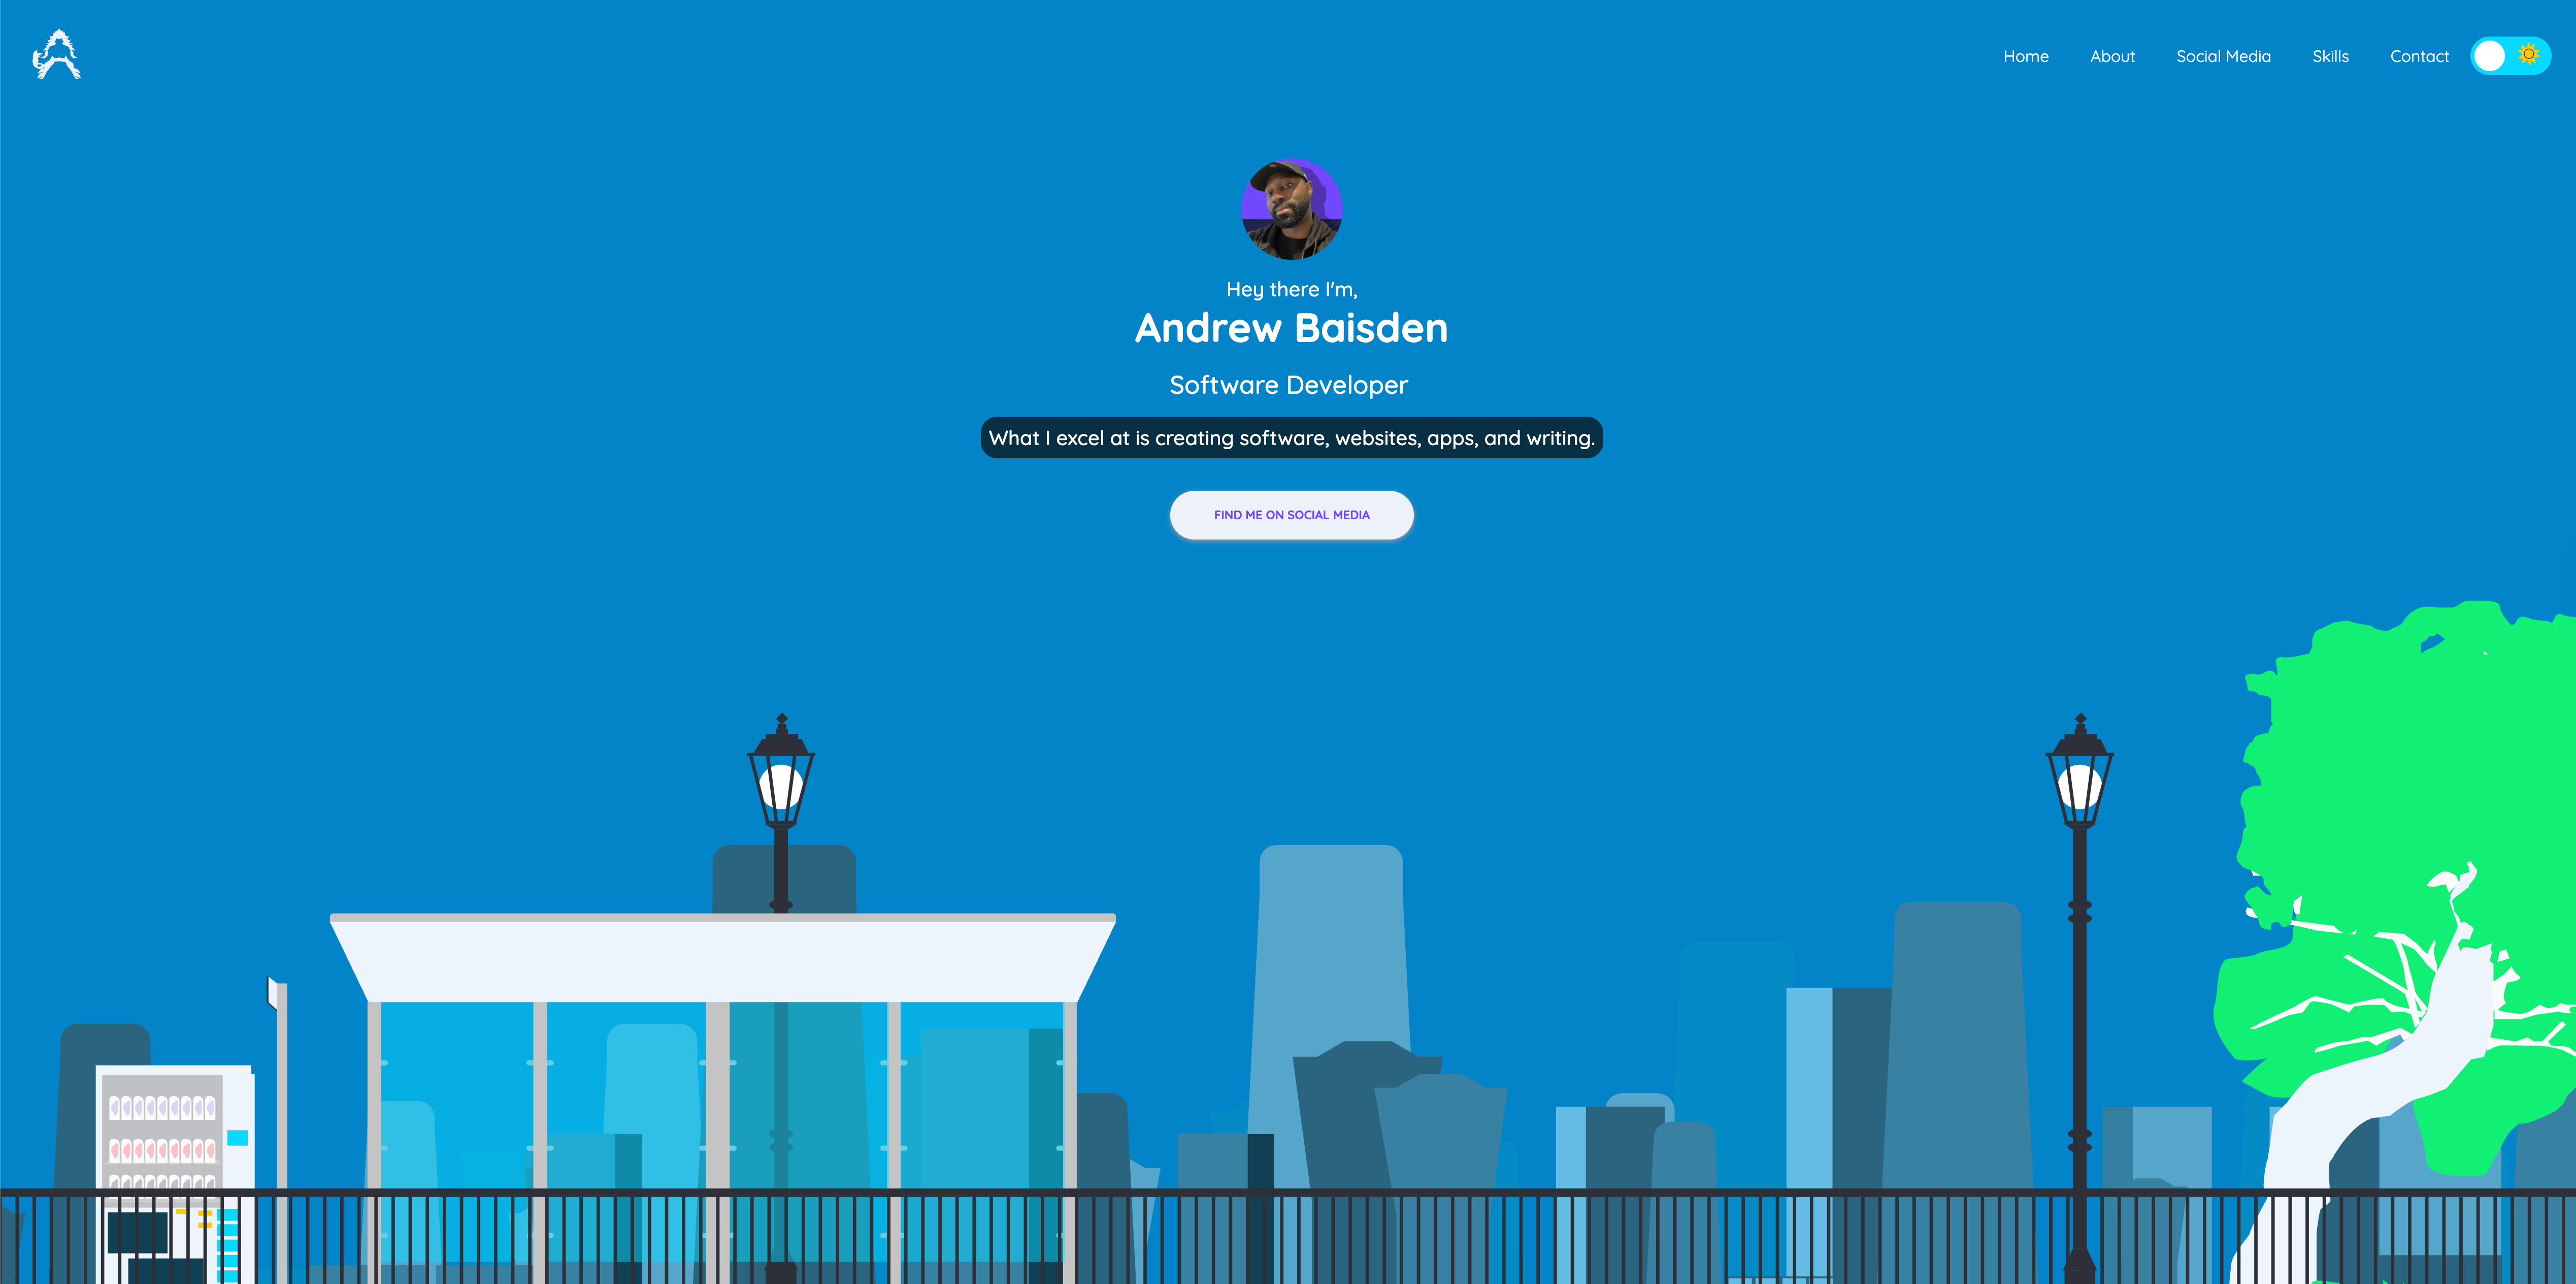 Home About Social Media Skills Contact
Hey there I'm,
Andrew Baisden
Software Developer
What I excel at is creating software, websites, apps, and writing.
FIND ME ON SOCIAL MEDIA